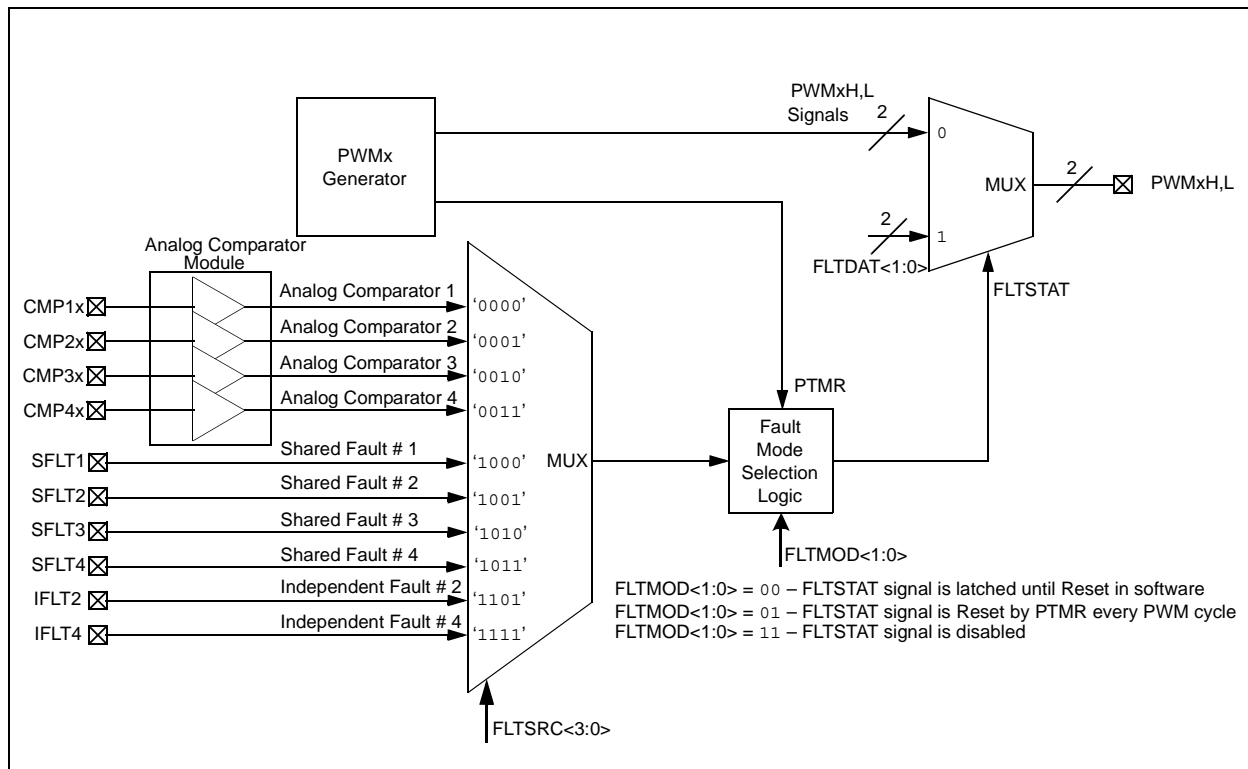 PWMxH,L
Signals
2
0
PWMx
Generator
MUX
2
PWMxH,L
2
1
FLTDAT<1:0>
FLTSTAT
Analog Comparator
Module
CMP1x
Analog Comparator 1
'0000'
CMP2x
Analog Comparator 2
'0001'
CMP3x
Analog Comparator 3
'0010'
CMP4x
Analog Comparator 4
'0011'
SFLT1
Shared Fault # 1
'1000'
SFLT2
Shared Fault # 2
'1001'
SFLT3
Shared Fault # 3
'1010'
SFLT4
Shared Fault # 4
'1011'
IFLT2
Independent Fault # 2
'1101'
IFLT4
Independent Fault # 4
'1111'
MUX
FLTSRC<3:0>
PTMR
Fault
Mode
Selection
Logic
FLTMOD<1:0>
FLTMOD<1:0> = 00 – FLTSTAT signal is latched until Reset in software
FLTMOD<1:0> = 01 – FLTSTAT signal is Reset by PTMR every PWM cycle
FLTMOD<1:0> = 11 – FLTSTAT signal is disabled